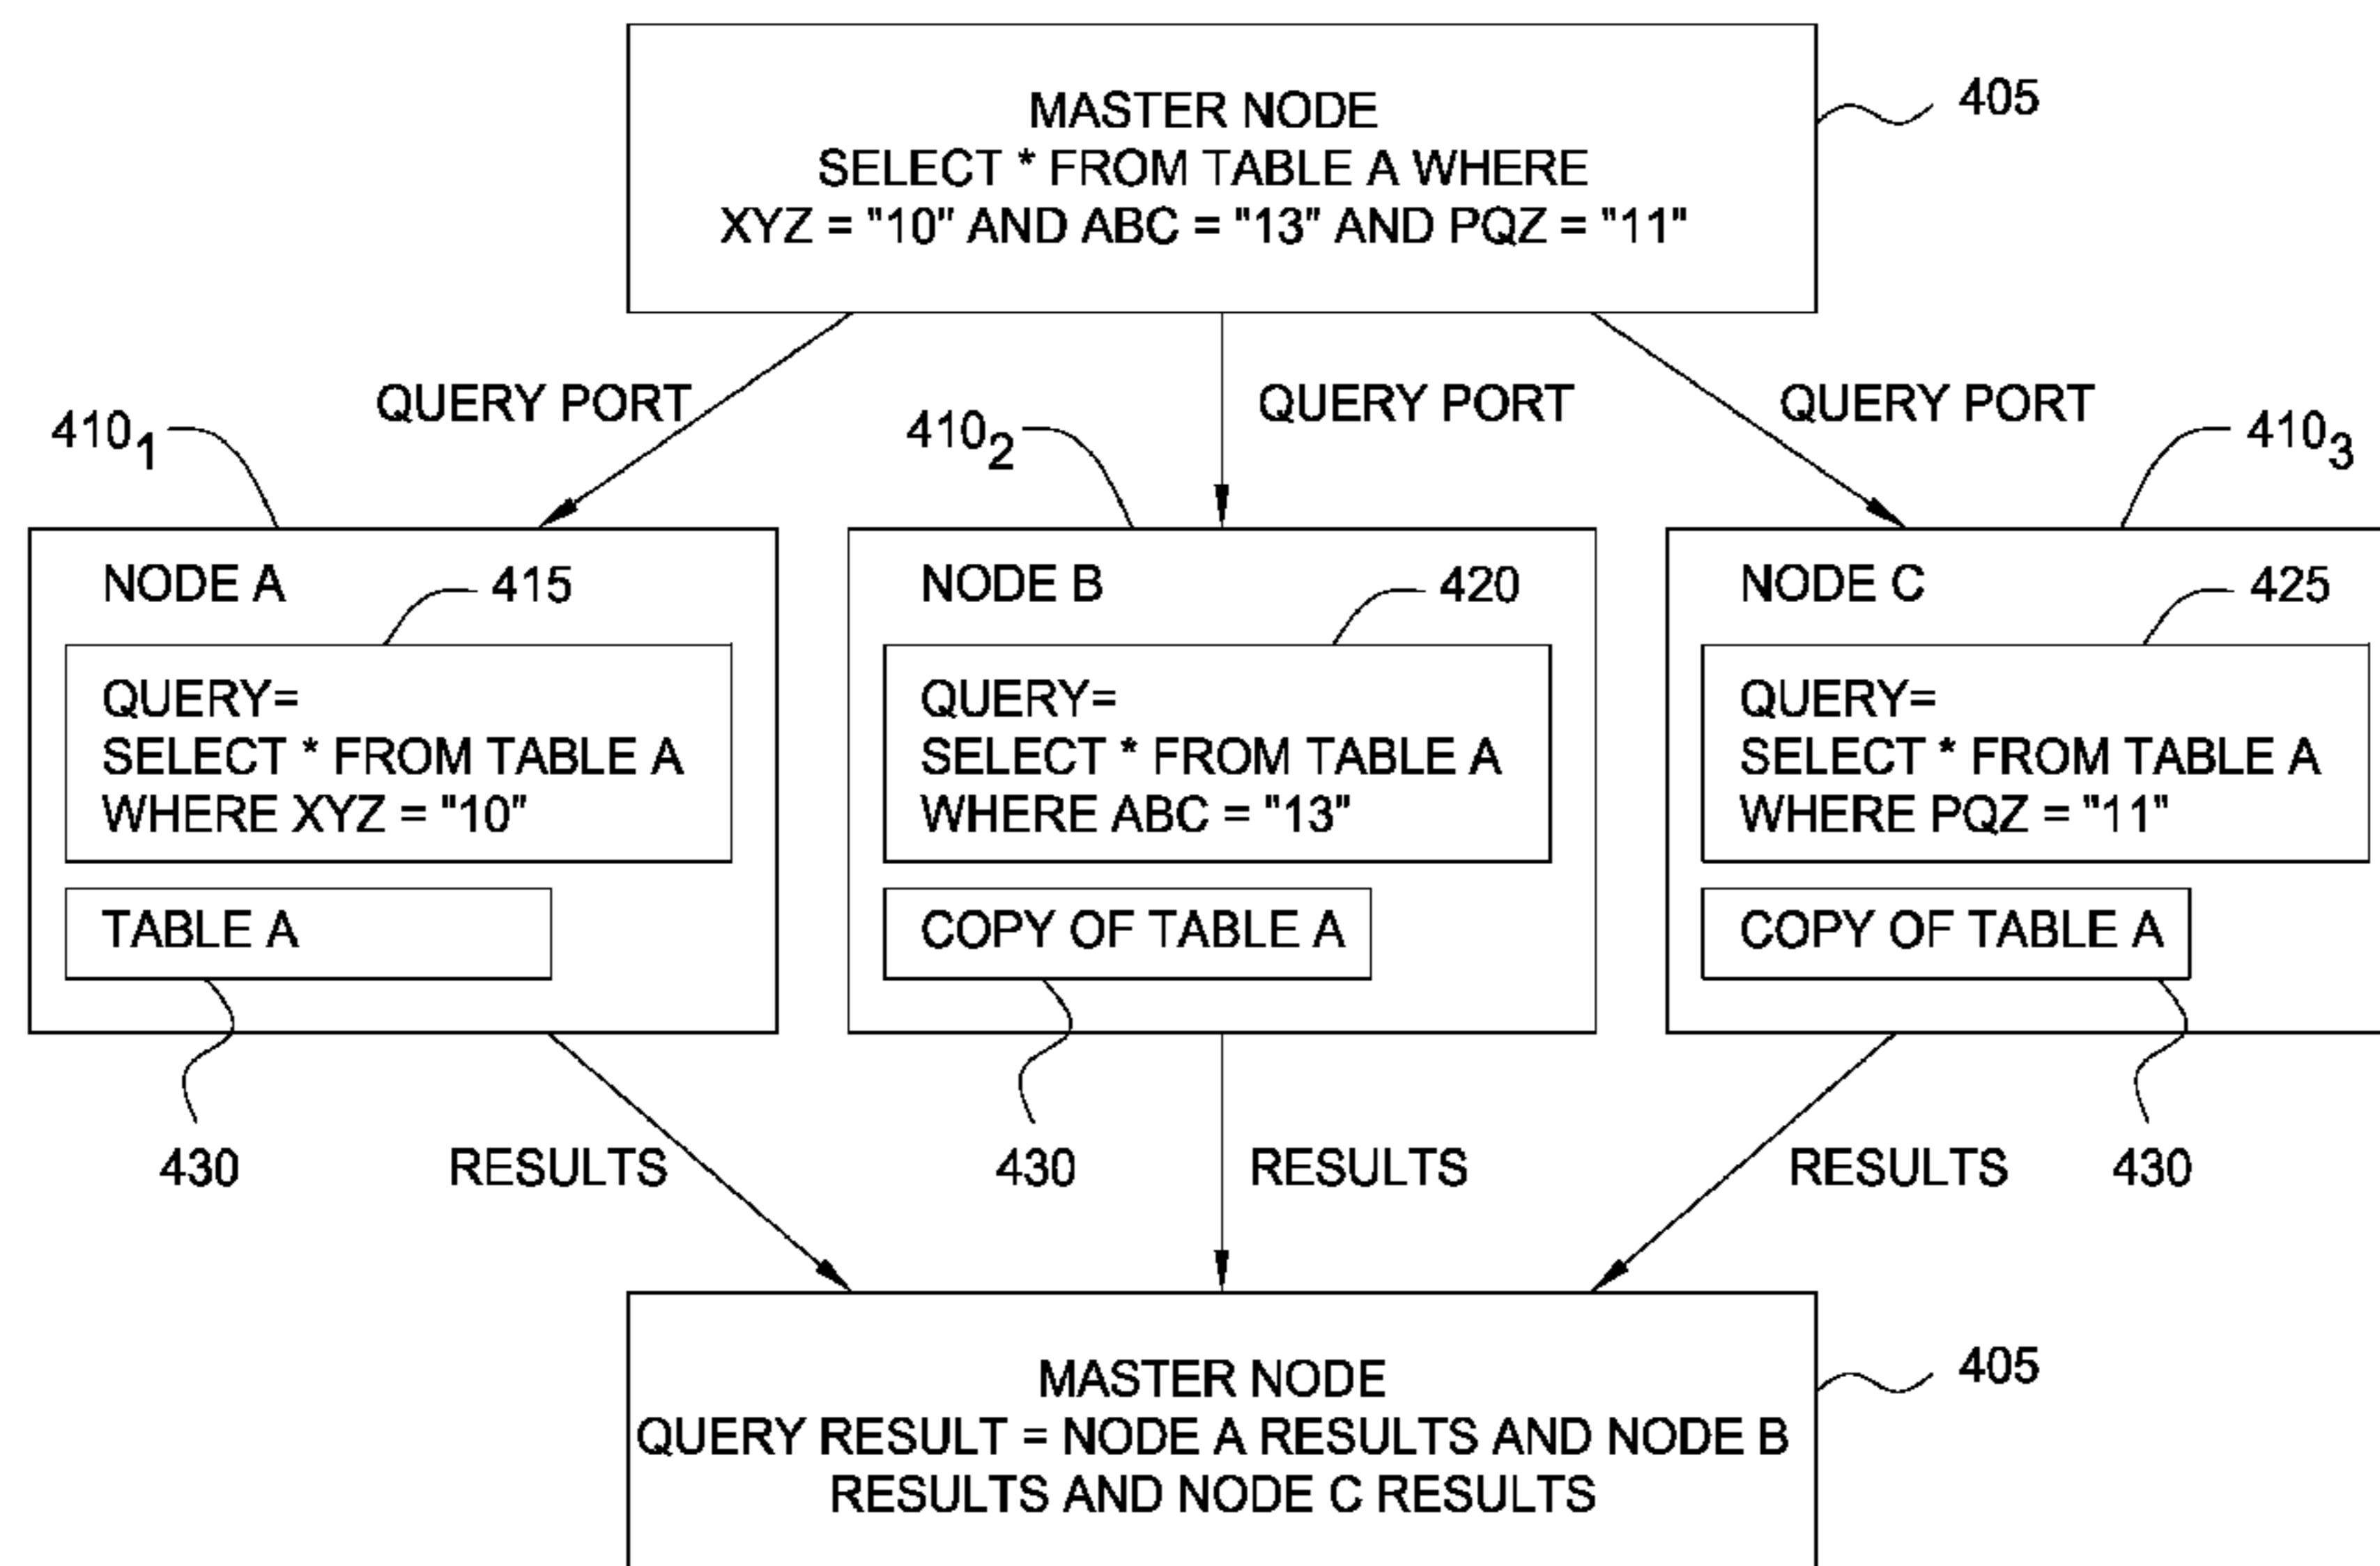 MASTER NODE
SELECT * FROM TABLE A WHERE
XYZ = "10" AND ABC = "13" AND PQZ = "11"
405
QUERY PORT
QUERY PORT
QUERY PORT
410₁
410₂
410₃
NODE A
415
QUERY=
SELECT * FROM TABLE A
WHERE XYZ = "10"
TABLE A
430
NODE B
420
QUERY=
SELECT * FROM TABLE A
WHERE ABC = "13"
COPY OF TABLE A
430
NODE C
425
QUERY=
SELECT * FROM TABLE A
WHERE PQZ = "11"
COPY OF TABLE A
430
RESULTS
RESULTS
RESULTS
MASTER NODE
QUERY RESULT = NODE A RESULTS AND NODE B
RESULTS AND NODE C RESULTS
405